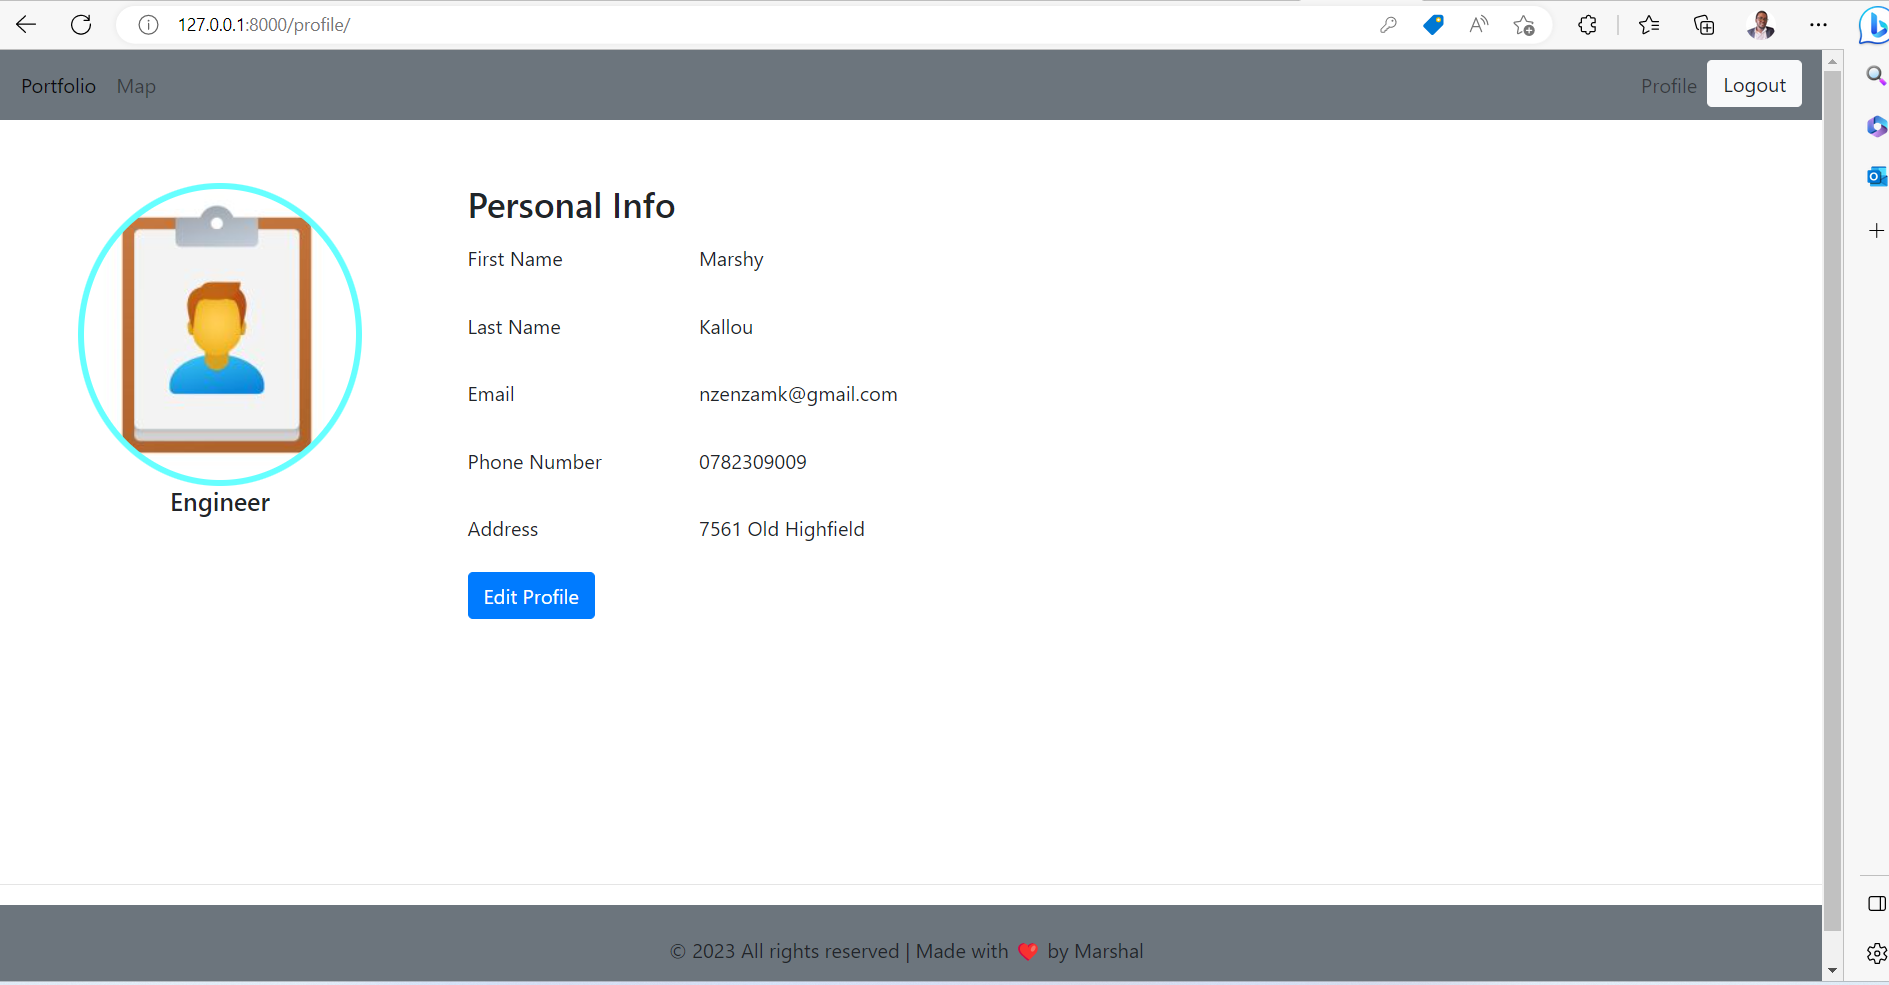 127.0.0.1:8000/profile/
Portfolio Map Profile Logout
Personal Info
First Name Marshy
Last Name Kallou
Email nzenzamk@gmail.com
Phone Number 0782309009
Engineer
Address 7561 Old Highfield
Edit Profile
© 2023 All rights reserved | Made with ❤️ by Marshal